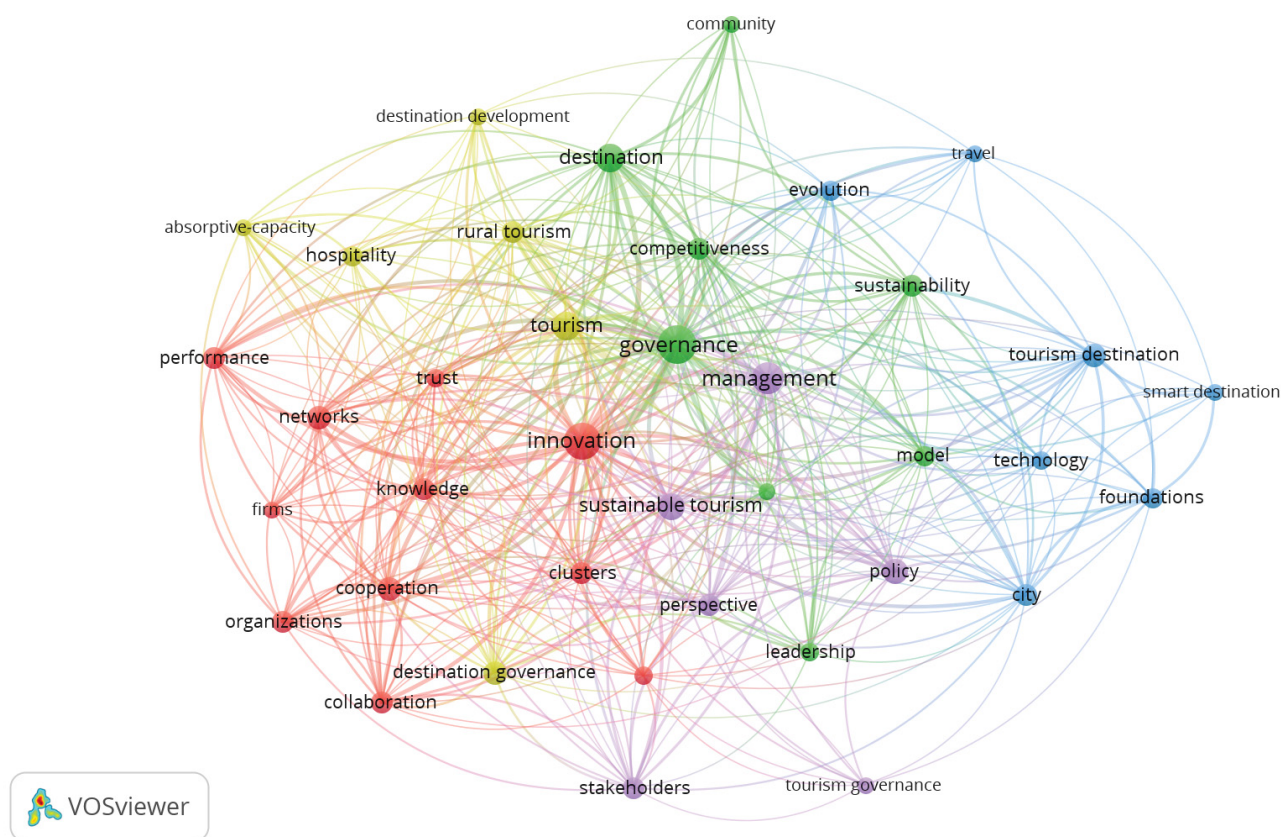 community
destination development
destination
travel
evolution
absorptive-capacity
rural tourism
hospitality
competitiveness
sustainability
tourism
governance
performance
tourism destination
trust
management
smart destination
networks
innovation
model
technology
knowledge
foundations
firms
sustainable tourism
clusters
policy
cooperation
perspective
city
organizations
leadership
destination governance
collaboration
stakeholders
tourism governance
VOSviewer